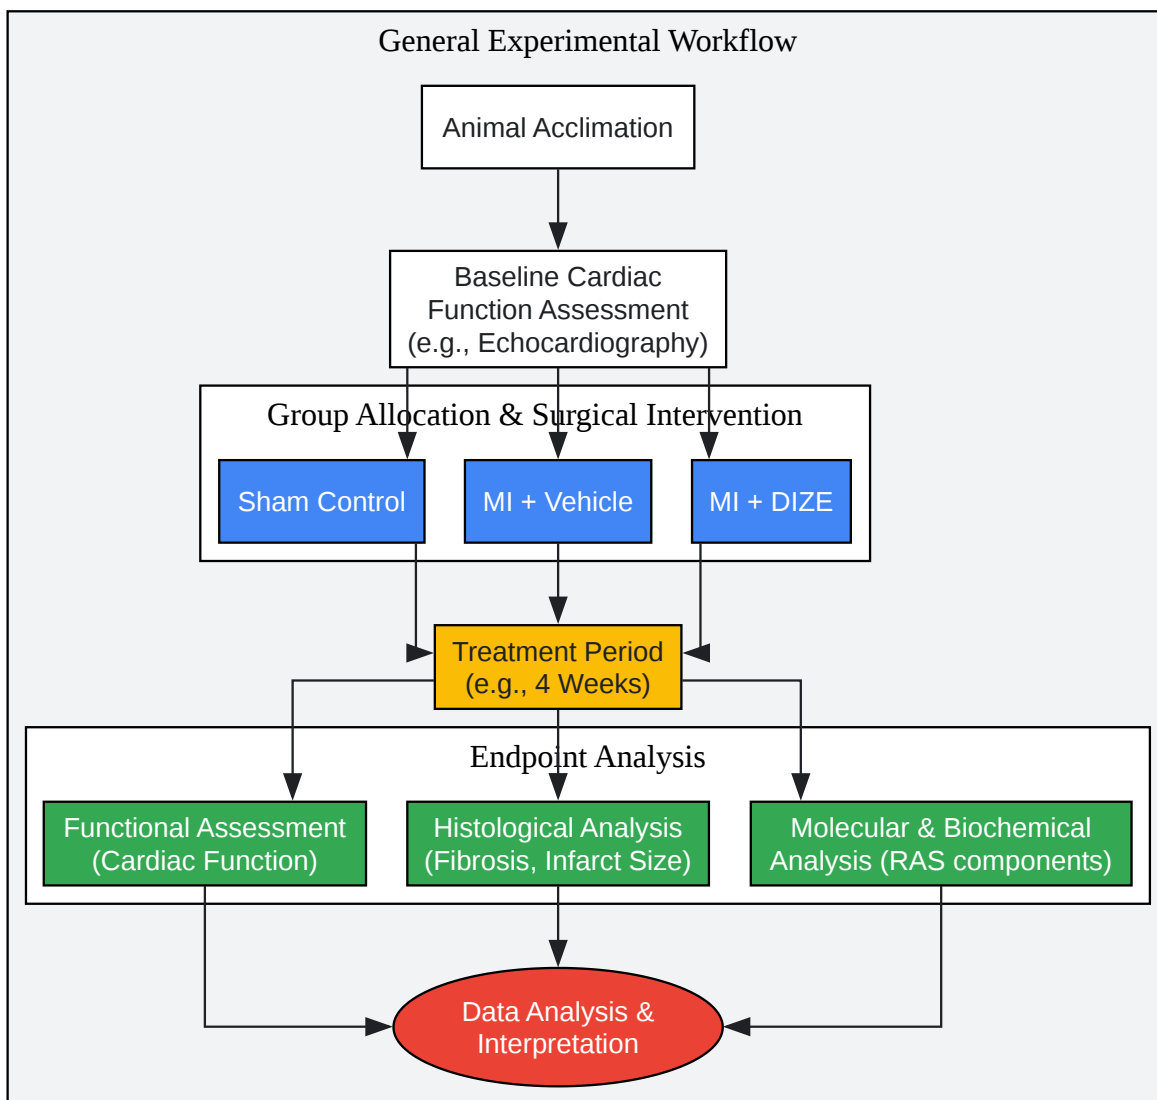 General Experimental Workflow
Animal Acclimation
Baseline Cardiac
Function Assessment
(e.g., Echocardiography)
Group Allocation & Surgical Intervention
Sham Control
MI + Vehicle
MI + DIZE
Treatment Period
(e.g., 4 Weeks)
Endpoint Analysis
Functional Assessment
(Cardiac Function)
Histological Analysis
(Fibrosis, Infarct Size)
Molecular & Biochemical
Analysis (RAS components)
Data Analysis &
Interpretation